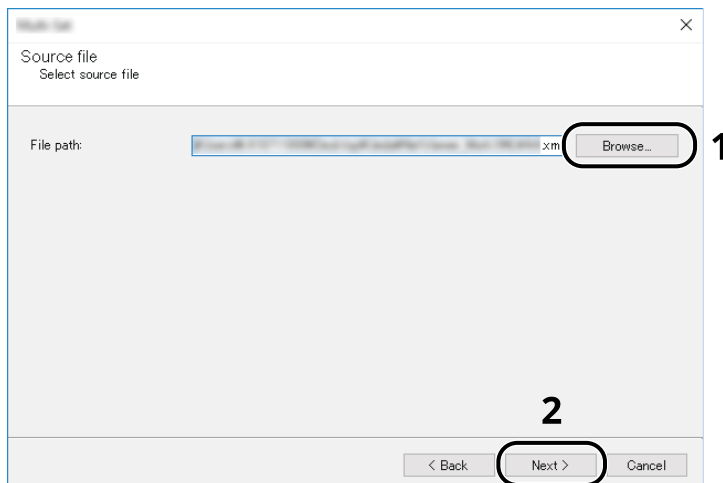 Source file
Select source file
File path:
.xm
Browse...
1
2
< Back
Next >
Cancel